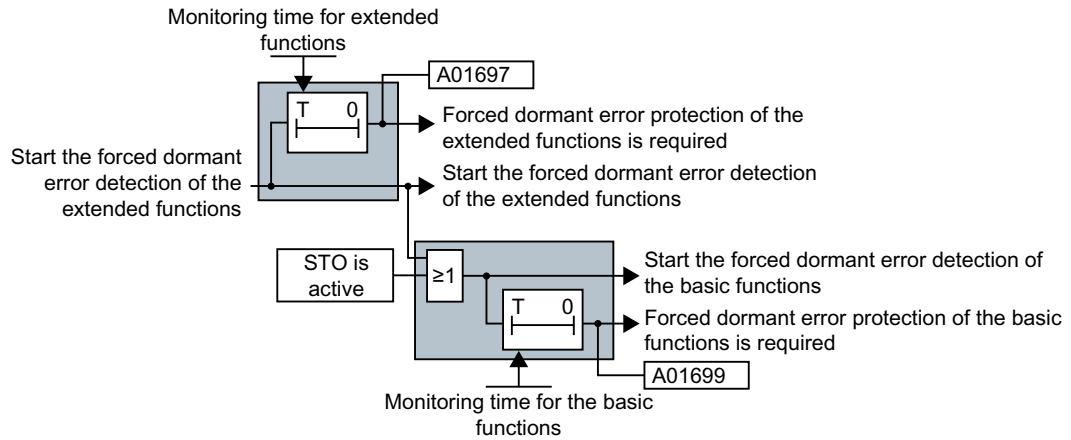 Monitoring time for extended
functions
A01697
T 0
Forced dormant error protection of the
extended functions is required
Start the forced dormant
error detection of the
extended functions
Start the forced dormant error detection
of the extended functions
STO is
active
≥1
Start the forced dormant error detection of
the basic functions
T 0
Forced dormant error protection of the basic
functions is required
A01699
Monitoring time for the basic
functions